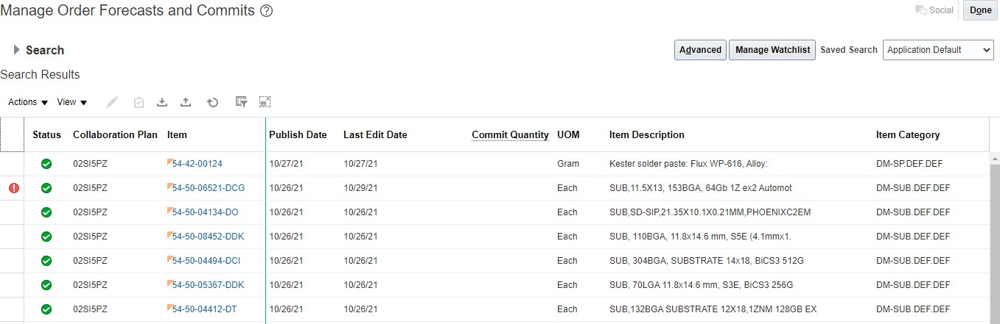 Manage Order Forecasts and Commits ?
Social Done
Search Advanced Manage Watchlist Saved Search Application Default
Search Results
Actions View
Status Collaboration Plan Item Publish Date Last Edit Date Commit Quantity UOM Item Description Item Category
02SI5PZ 54-42-00124 10/27/21 10/27/21 Gram Kester solder paste: Flux WP-616, Alloy: DM-SP.DEF.DEF
02SI5PZ 54-50-06521-DCG 10/26/21 10/29/21 Each SUB,11.5X13, 153BGA, 64Gb 1Z ex2 Automot DM-SUB.DEF.DEF
02SI5PZ 54-50-04134-DO 10/26/21 10/26/21 Each SUB,SD-SIP,21.35X10.1X0.21MM,PHOENIXC2EM DM-SUB.DEF.DEF
02SI5PZ 54-50-08452-DDK 10/26/21 10/26/21 Each SUB, 110BGA, 11.8x14.6 mm, S5E (4.1mmx1. DM-SUB.DEF.DEF
02SI5PZ 54-50-04494-DCI 10/26/21 10/26/21 Each SUB, 304BGA, SUBSTRATE 14x18, BiCS3 512G DM-SUB.DEF.DEF
02SI5PZ 54-50-05367-DDK 10/26/21 10/26/21 Each SUB, 70LGA 11.8x14.6 mm, S3E, BiCS3 256G DM-SUB.DEF.DEF
02SI5PZ 54-50-04412-DT 10/26/21 10/26/21 Each SUB,132BGA SUBSTRATE 12X18,1ZNM 128GB EX DM-SUB.DEF.DEF